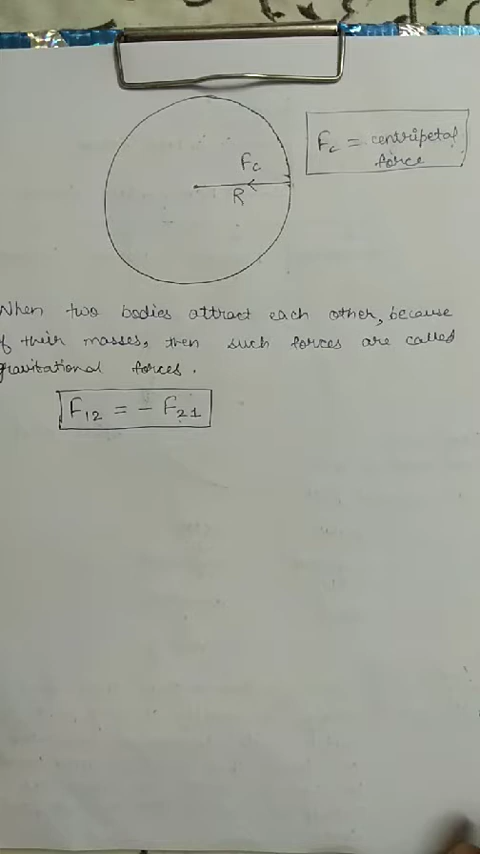 Fc = centripetal
force
Fc
R
When two bodies attract each other, because
of their masses, then such forces are called
gravitational forces.
F12 = - F21